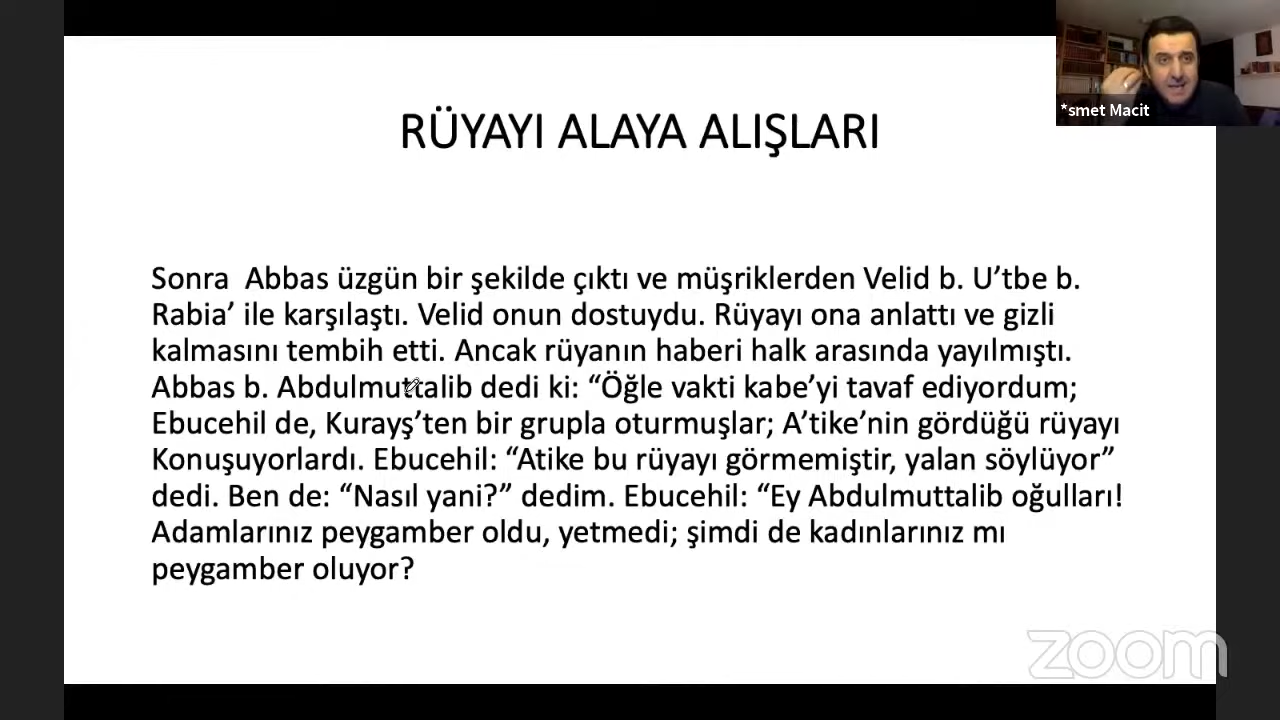 *smet Macit
RÜYAYI ALAYA ALIŞLARI
Sonra  Abbas üzgün bir şekilde çıktı ve müşriklerden Velid b. U’tbe b.
Rabia’ ile karşılaştı. Velid onun dostuydu. Rüyayı ona anlattı ve gizli
kalmasını tembih etti. Ancak rüyanın haberi halk arasında yayılmıştı.
Abbas b. Abdulmuttalib dedi ki: “Öğle vakti kabe’yi tavaf ediyordum;
Ebucehil de, Kurayş’ten bir grupla oturmuşlar; A’tike’nin gördüğü rüyayı
Konuşuyorlardı. Ebucehil: “Atike bu rüyayı görmemiştir, yalan söylüyor”
dedi. Ben de: “Nasıl yani?” dedim. Ebucehil: “Ey Abdulmuttalib oğulları!
Adamlarınız peygamber oldu, yetmedi; şimdi de kadınlarınız mı
peygamber oluyor?
zoom